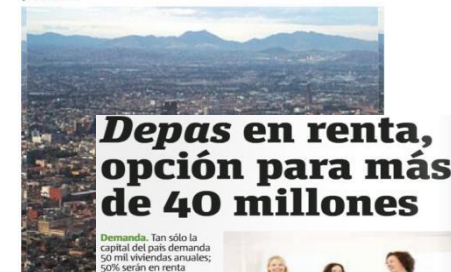 Depas en renta,
opción para más
de 40 millones
Demanda. Tan sólo la
capital del país demanda
50 mil viviendas anuales;
50% serán en renta